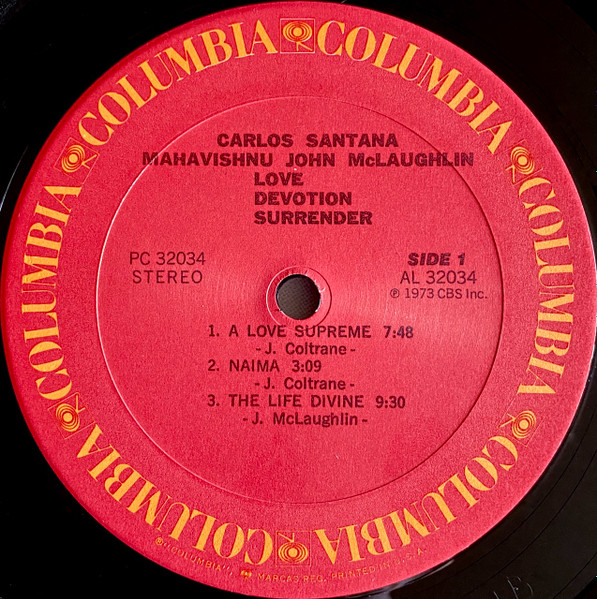 COLUMBIA COLUMBIA COLUMBIA COLUMBIA COLUMBIA COLUMBIA
CARLOS SANTANA
MAHAVISHNU JOHN McLAUGHLIN
LOVE
DEVOTION
SURRENDER
PC 32034
STEREO
SIDE 1
AL 32034
Ⓟ 1973 CBS Inc.
1. A LOVE SUPREME 7:48
- J. Coltrane -
2. NAIMA 3:09
- J. Coltrane -
3. THE LIFE DIVINE 9:30
- J. McLaughlin -
"COLUMBIA", MARCAS REG. PRINTED IN U.S.A.